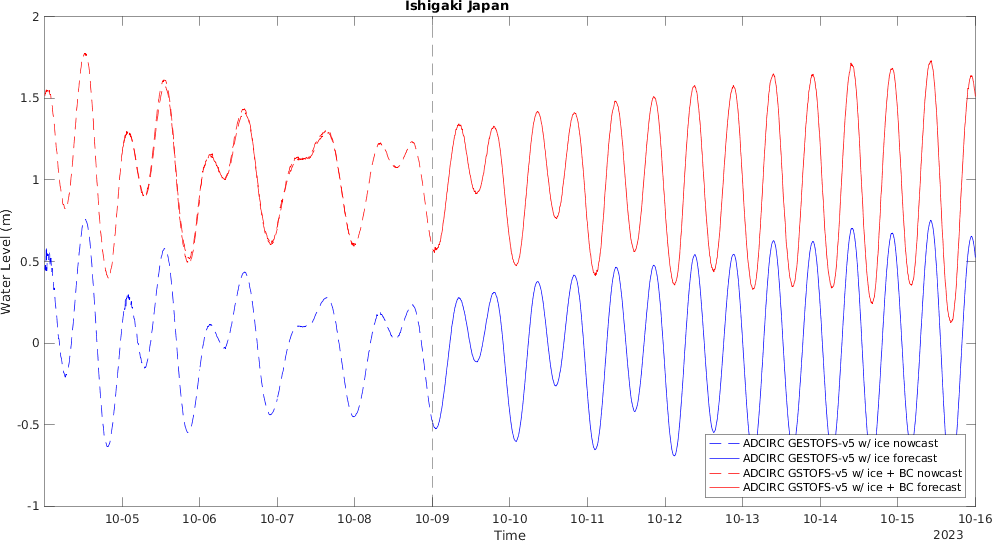 Ishigaki Japan
2
1.5
1
0.5
0
-0.5
-1
Water Level (m)
10-05 10-06 10-07 10-08 10-09 10-10 10-11 10-12 10-13 10-14 10-15 10-16
Time
2023
ADCIRC GESTOFS-v5 w/ ice nowcast
ADCIRC GESTOFS-v5 w/ ice forecast
ADCIRC GSTOFS-v5 w/ ice + BC nowcast
ADCIRC GSTOFS-v5 w/ ice + BC forecast